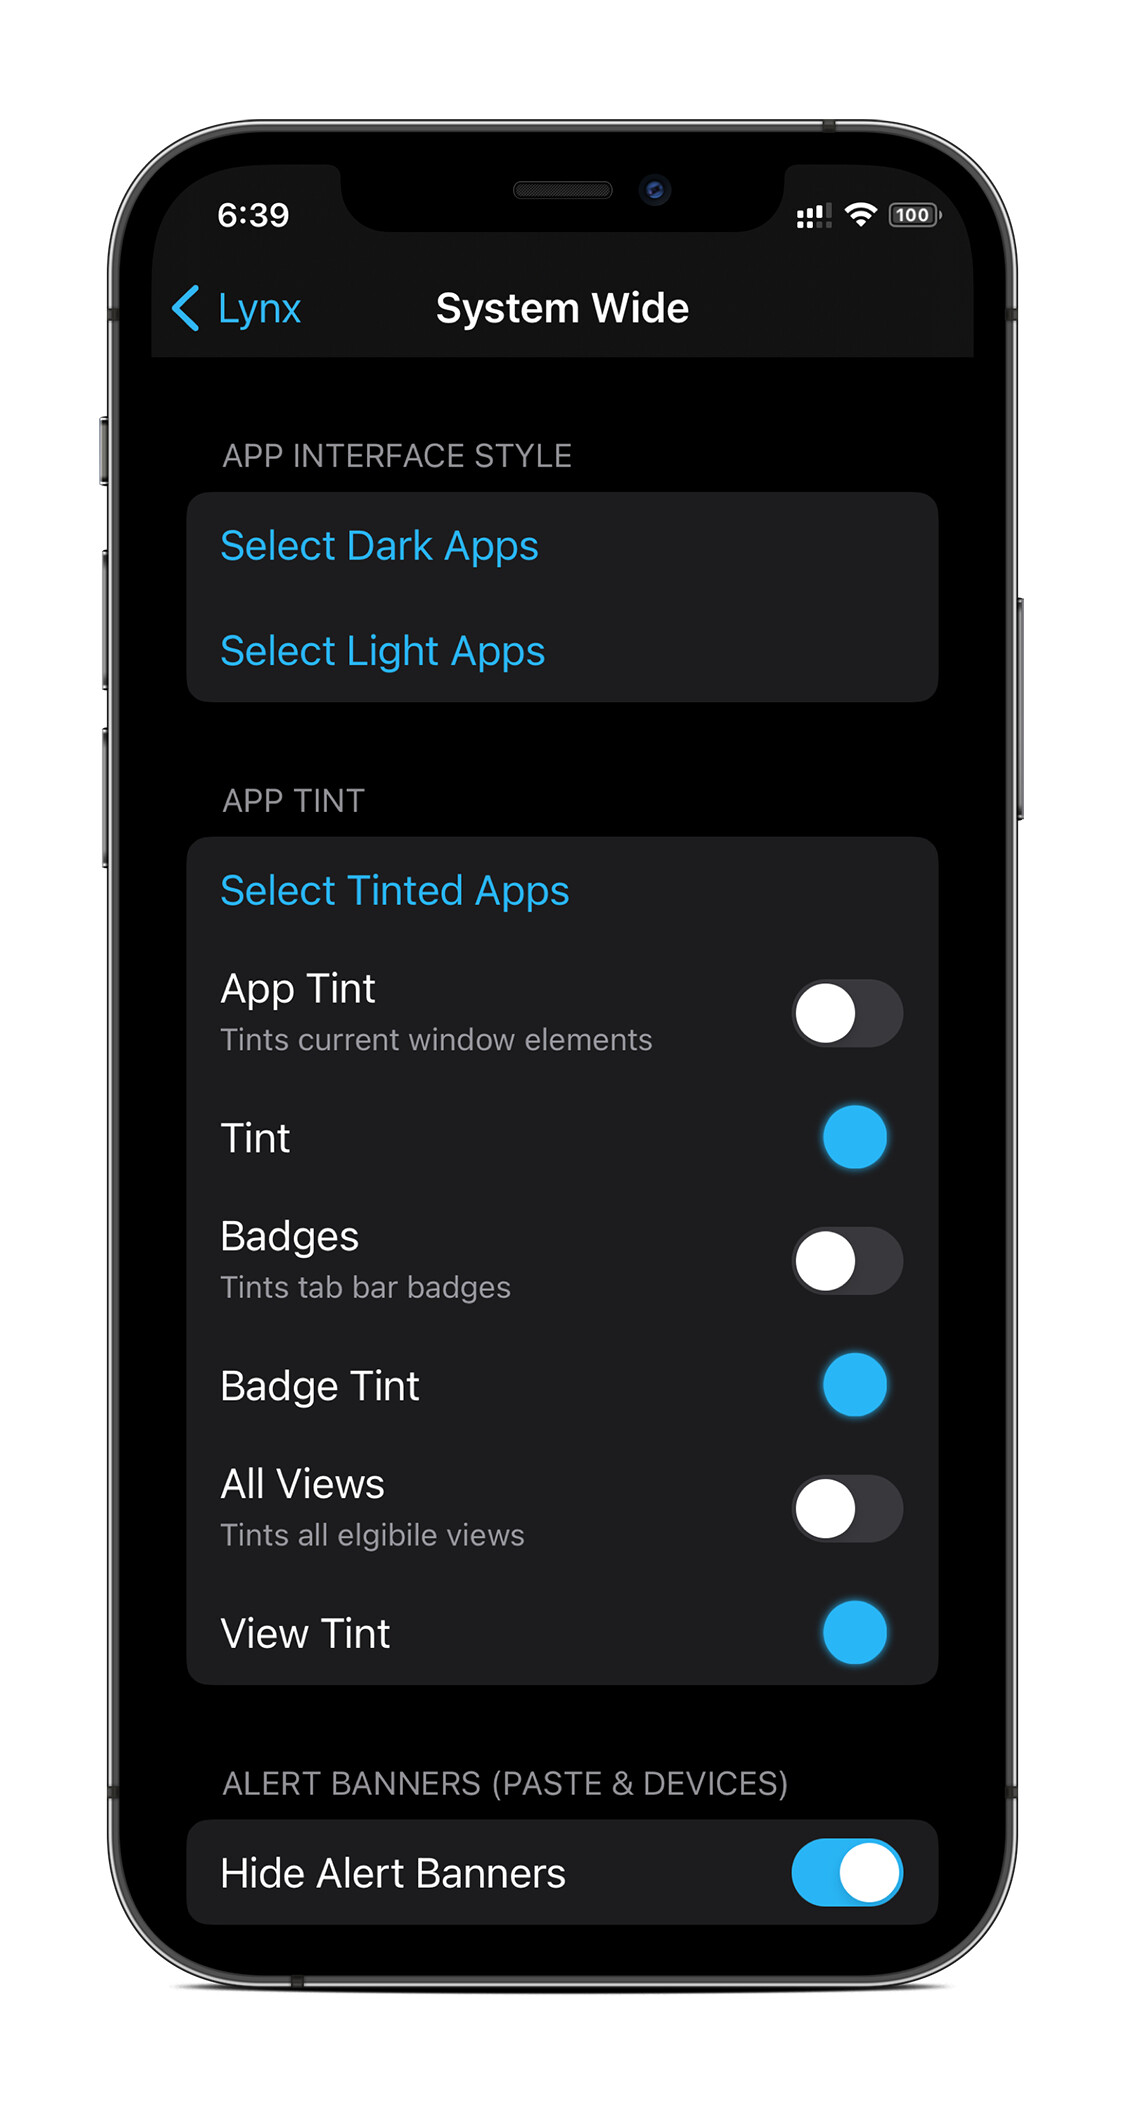 6:39
100
Lynx
System Wide
APP INTERFACE STYLE
Select Dark Apps
Select Light Apps
APP TINT
Select Tinted Apps
App Tint
Tints current window elements
Tint
Badges
Tints tab bar badges
Badge Tint
All Views
Tints all elgibile views
View Tint
ALERT BANNERS (PASTE & DEVICES)
Hide Alert Banners